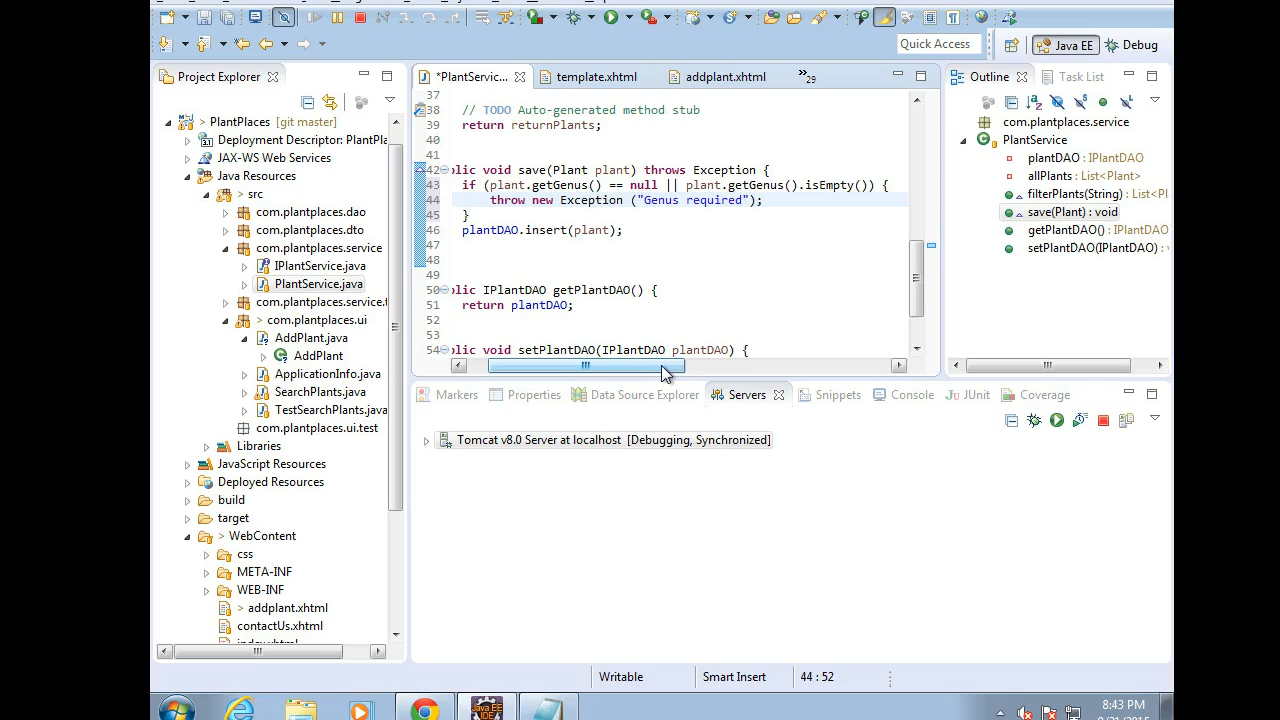 Quick Access
Java EE
Debug
Project Explorer
PlantPlaces [git master]
Deployment Descriptor: PlantPl
JAX-WS Web Services
Java Resources
> src
com.plantplaces.dao
com.plantplaces.dto
com.plantplaces.service
IPlantService.java
PlantService.java
com.plantplaces.service.
> com.plantplaces.ui
AddPlant.java
AddPlant
ApplicationInfo.java
SearchPlants.java
TestSearchPlants.java
com.plantplaces.ui.test
Libraries
JavaScript Resources
Deployed Resources
build
target
> WebContent
css
META-INF
WEB-INF
> addplant.xhtml
contactUs.xhtml
index.xhtml
*PlantServic...
template.xhtml
addplant.xhtml
»29
37
38 // TODO Auto-generated method stub
39 return returnPlants;
40
41
42 blic void save(Plant plant) throws Exception {
43 if (plant.getGenus() == null || plant.getGenus().isEmpty()) {
44 throw new Exception ("Genus required");
45 }
46 plantDAO.insert(plant);
47
48
49
50 blic IPlantDAO getPlantDAO() {
51 return plantDAO;
52
53
54 blic void setPlantDAO(IPlantDAO plantDAO) {
Outline
Task List
com.plantplaces.service
PlantService
plantDAO : IPlantDAO
allPlants : List<Plant>
filterPlants(String) : List<P
save(Plant) : void
getPlantDAO() : IPlantDAO
setPlantDAO(IPlantDAO) :
Markers
Properties
Data Source Explorer
Servers
Snippets
Console
JUnit
Coverage
Tomcat v8.0 Server at localhost [Debugging, Synchronized]
Writable
Smart Insert
44 : 52
Java EE
IDE
8:43 PM